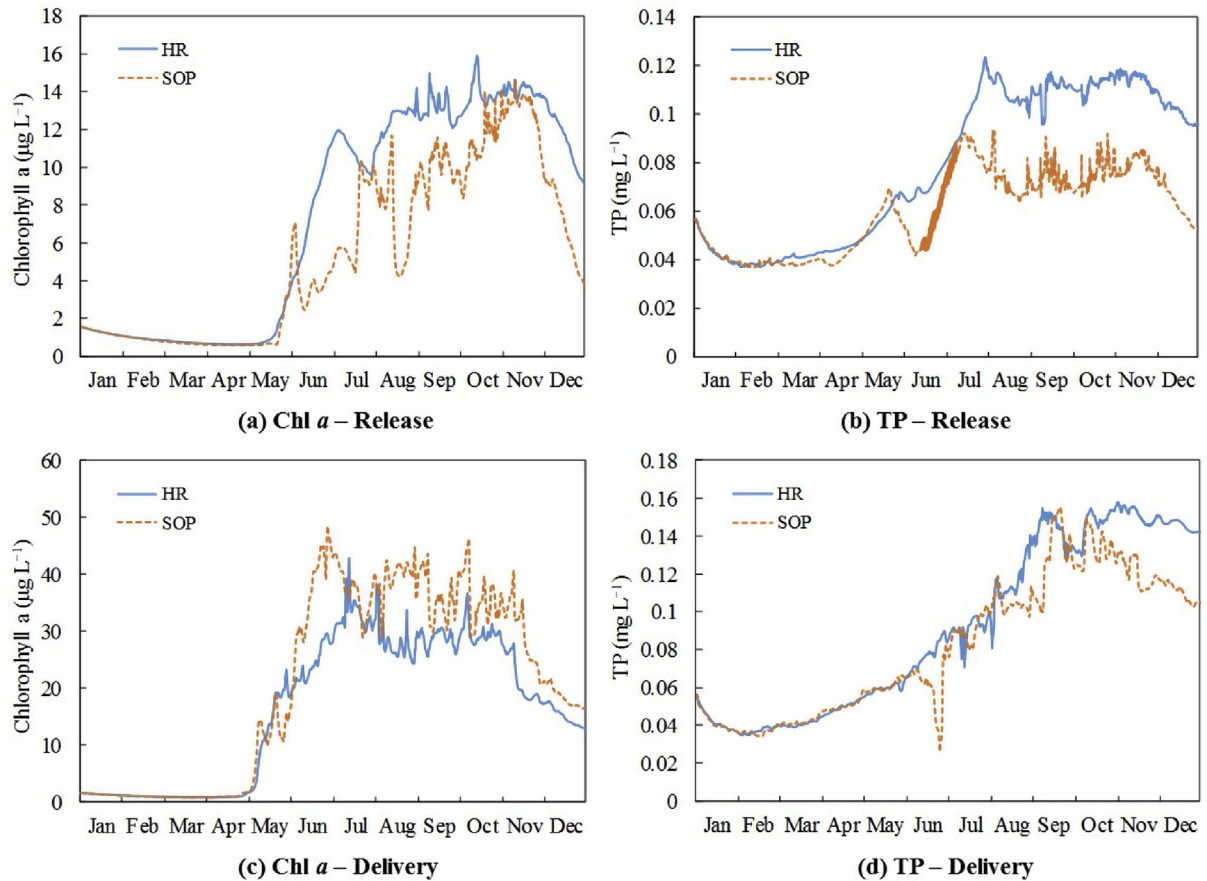 18
16
14
12
10
8
6
4
2
0
Chlorophyll a (µg L⁻¹)
HR
SOP
Jan Feb Mar Apr May Jun Jul Aug Sep Oct Nov Dec
(a) Chl a – Release
0.14
0.12
0.1
0.08
0.06
0.04
0.02
0
TP (mg L⁻¹)
HR
SOP
Jan Feb Mar Apr May Jun Jul Aug Sep Oct Nov Dec
(b) TP – Release
60
50
40
30
20
10
0
Chlorophyll a (µg L⁻¹)
HR
SOP
Jan Feb Mar Apr May Jun Jul Aug Sep Oct Nov Dec
(c) Chl a – Delivery
0.18
0.16
0.14
0.12
0.1
0.08
0.06
0.04
0.02
0
TP (mg L⁻¹)
HR
SOP
Jan Feb Mar Apr May Jun Jul Aug Sep Oct Nov Dec
(d) TP – Delivery